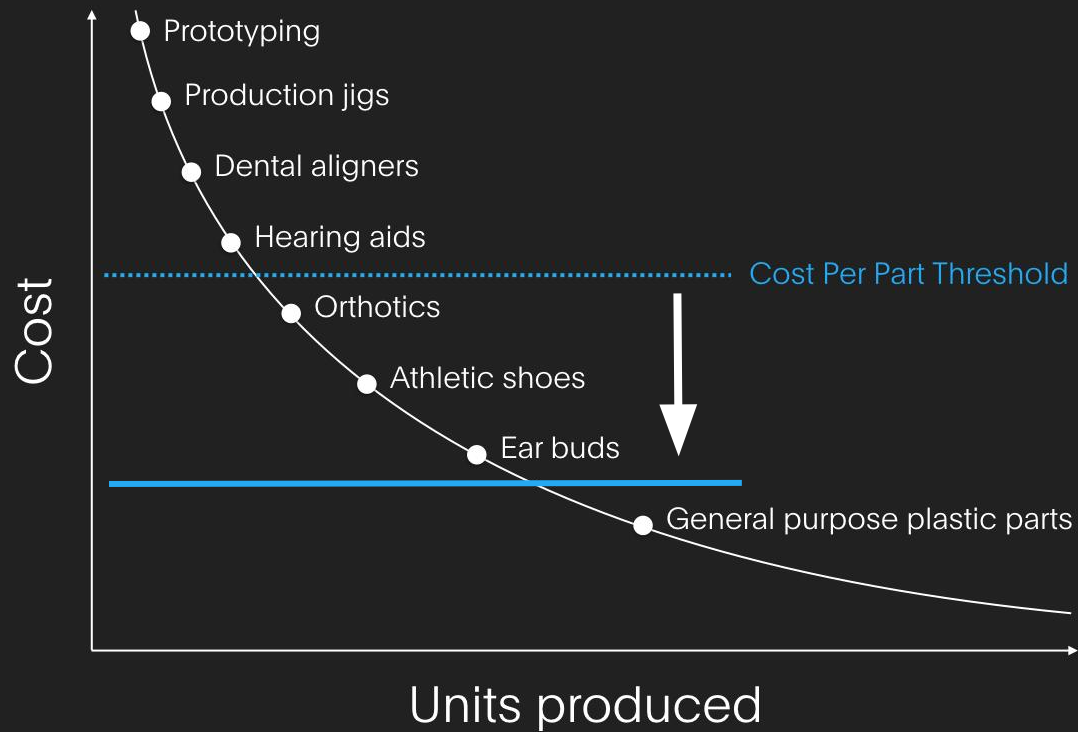 Prototyping
Production jigs
Dental aligners
Hearing aids
Cost Per Part Threshold
Orthotics
Cost
Athletic shoes
Ear buds
General purpose plastic parts
Units produced